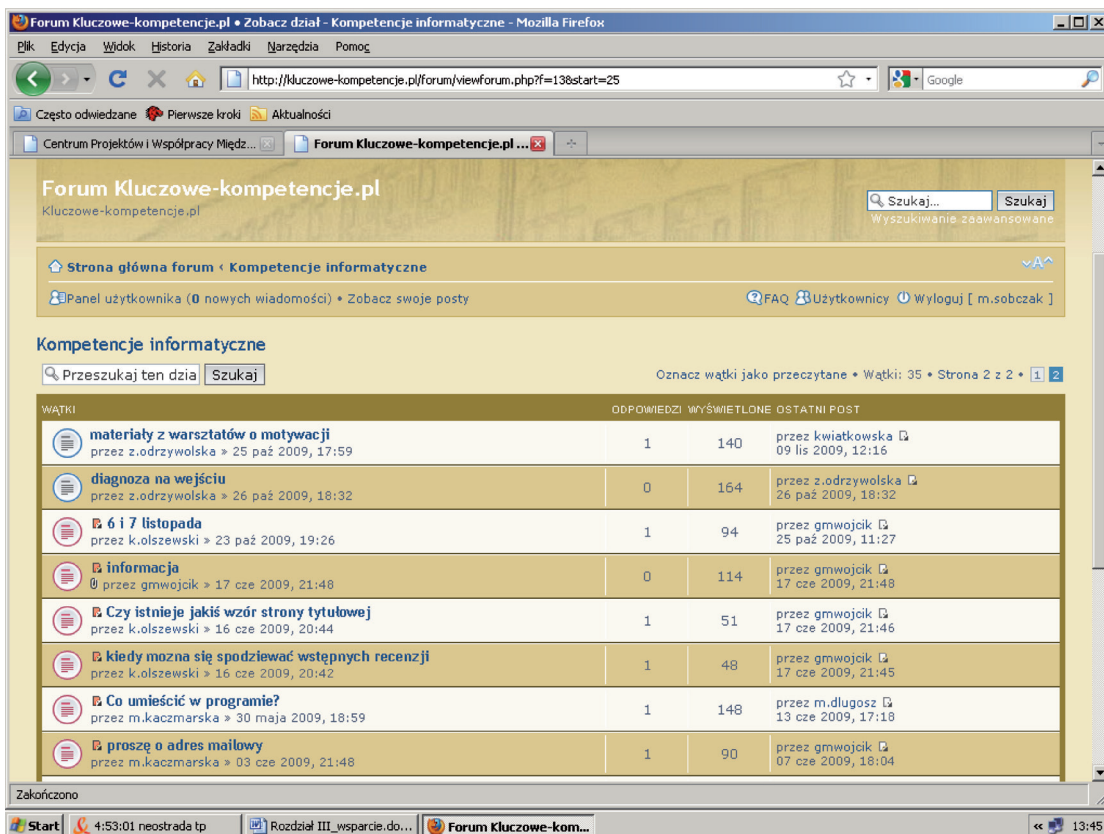 Forum Kluczowe-kompetencje.pl • Zobacz dział - Kompetencje informatyczne - Mozilla Firefox
Plik Edycja Widok Historia Zakładki Narzędzia Pomoc
http://kluczowe-kompetencje.pl/forum/viewforum.php?f=13&start=25 Google
Często odwiedzane Pierwsze kroki Aktualności
Centrum Projektów i Współpracy Międz... Forum Kluczowe-kompetencje.pl ...
Forum Kluczowe-kompetencje.pl
Kluczowe-kompetencje.pl
Szukaj... Szukaj
Wyszukiwanie zaawansowane
Strona główna forum ‹ Kompetencje informatyczne
A
Panel użytkownika (0 nowych wiadomości) • Zobacz swoje posty
FAQ Użytkownicy Wyloguj [ m.sobczak ]
Kompetencje informatyczne
Przeszukaj ten dzia Szukaj
Oznacz wątki jako przeczytane • Wątki: 35 • Strona 2 z 2 • 1 2
WĄTKI ODPOWIEDZI WYŚWIETLONE OSTATNI POST
materiały z warsztatów o motywacji
przez z.odrzywolska » 25 paź 2009, 17:59
1 140
przez kwiatkowska
09 lis 2009, 12:16
diagnoza na wejściu
przez z.odrzywolska » 26 paź 2009, 18:32
0 164
przez z.odrzywolska
26 paź 2009, 18:32
6 i 7 listopada
przez k.olszewski » 23 paź 2009, 19:26
1 94
przez gmwojcik
25 paź 2009, 11:27
informacja
przez gmwojcik » 17 cze 2009, 21:48
0 114
przez gmwojcik
17 cze 2009, 21:48
Czy istnieje jakiś wzór strony tytułowej
przez k.olszewski » 16 cze 2009, 20:44
1 51
przez gmwojcik
17 cze 2009, 21:46
kiedy mozna się spodziewać wstępnych recenzji
przez k.olszewski » 16 cze 2009, 20:42
1 48
przez gmwojcik
17 cze 2009, 21:45
Co umieścić w programie?
przez m.kaczmarska » 30 maja 2009, 18:59
1 148
przez m.dlugosz
13 cze 2009, 17:18
proszę o adres mailowy
przez m.kaczmarska » 03 cze 2009, 21:48
1 90
przez gmwojcik
07 cze 2009, 18:04
Zakończono
Start 4:53:01 neostrada tp Rozdział III_wsparcie.do... Forum Kluczowe-kom... « 13:45